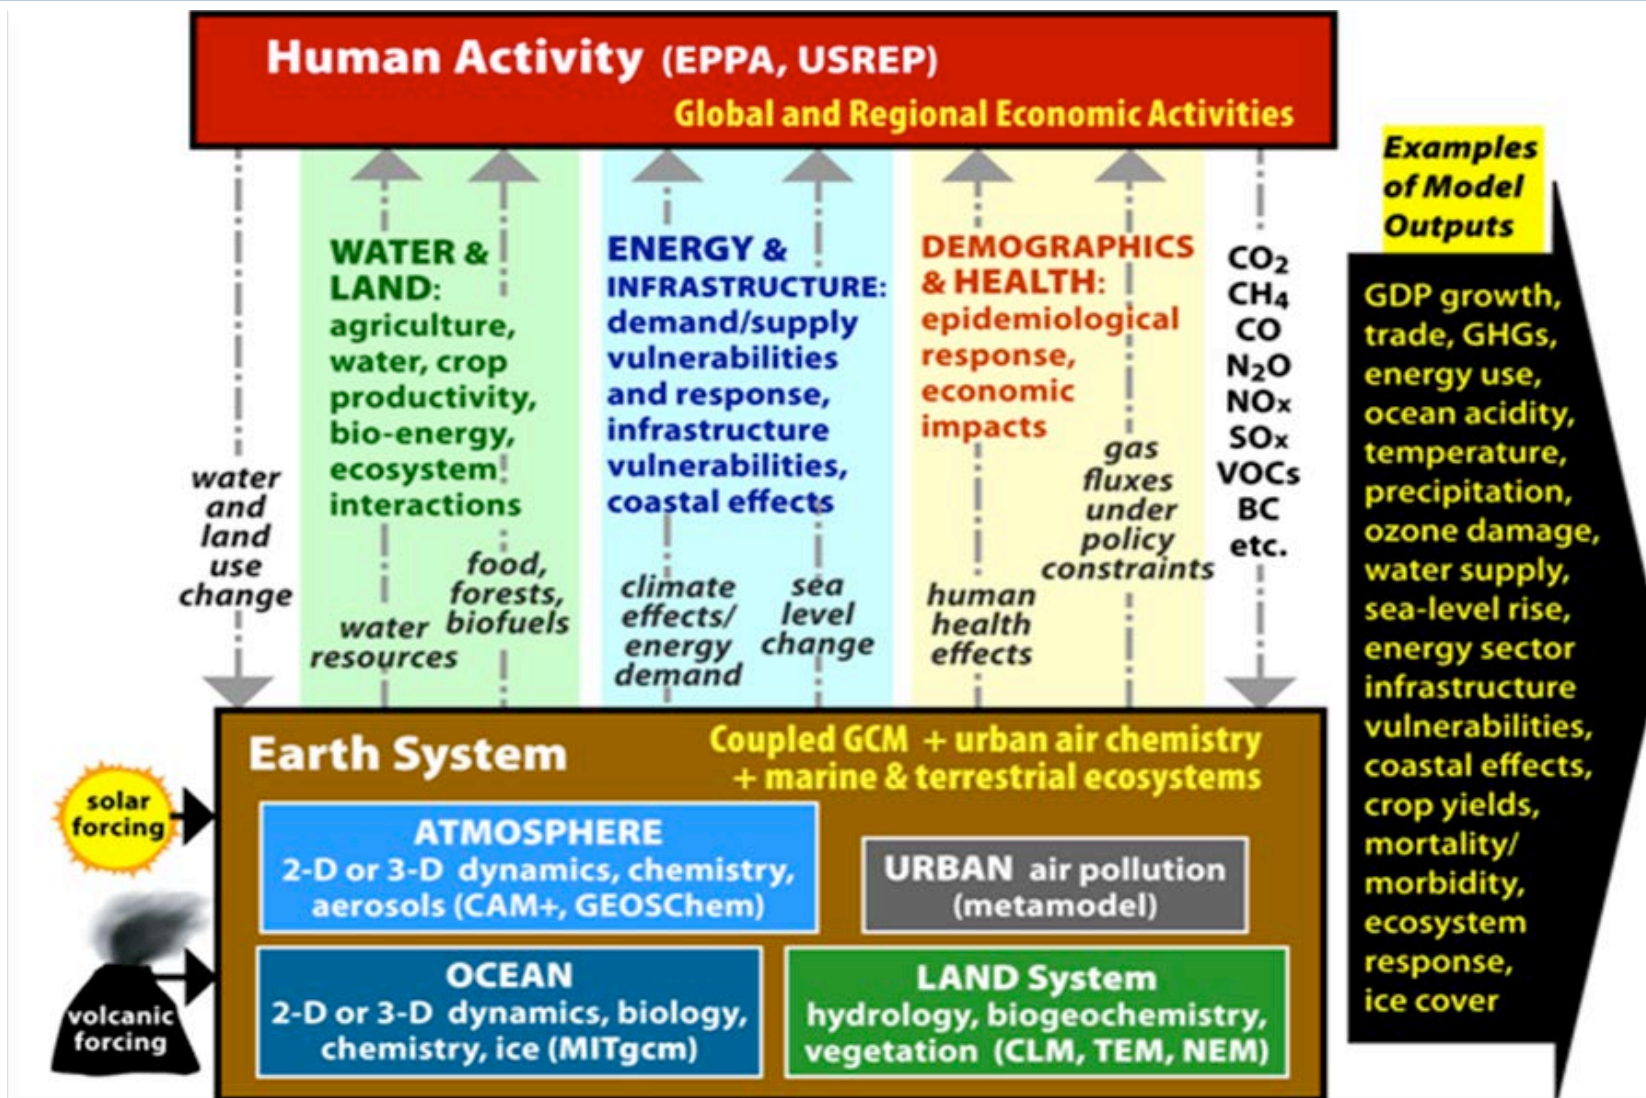 Human Activity (EPPA, USREP)
Global and Regional Economic Activities
water
and
land
use
change
WATER &
LAND:
agriculture,
water, crop
productivity,
bio-energy,
ecosystem
interactions
water
resources
food,
forests,
biofuels
ENERGY &
INFRASTRUCTURE:
demand/supply
vulnerabilities
and response,
infrastructure
vulnerabilities,
coastal effects
climate
effects/
energy
demand
sea
level
change
DEMOGRAPHICS
& HEALTH:
epidemiological
response,
economic
impacts
human
health
effects
gas
fluxes
under
policy
constraints
CO₂
CH₄
CO
N₂O
NOx
SOx
VOCs
BC
etc.
Examples
of Model
Outputs
GDP growth,
trade, GHGs,
energy use,
ocean acidity,
temperature,
precipitation,
ozone damage,
water supply,
sea-level rise,
energy sector
infrastructure
vulnerabilities,
coastal effects,
crop yields,
mortality/
morbidity,
ecosystem
response,
ice cover
Earth System
Coupled GCM + urban air chemistry
+ marine & terrestrial ecosystems
solar
forcing
volcanic
forcing
ATMOSPHERE
2-D or 3-D dynamics, chemistry,
aerosols (CAM+, GEOSChem)
URBAN air pollution
(metamodel)
OCEAN
2-D or 3-D dynamics, biology,
chemistry, ice (MITgcm)
LAND System
hydrology, biogeochemistry,
vegetation (CLM, TEM, NEM)